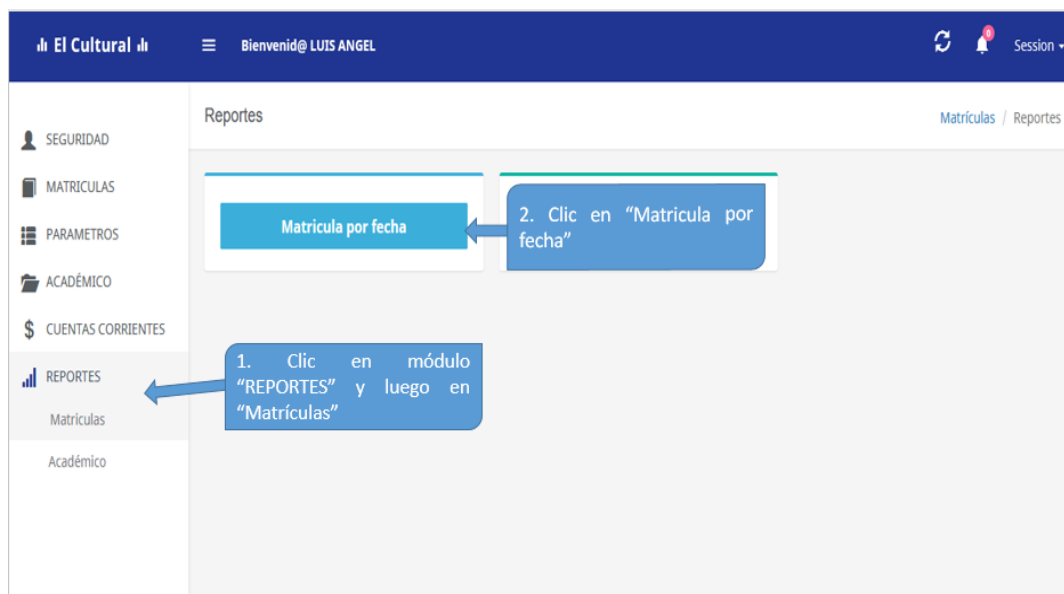 El Cultural
Bienvenid@ LUIS ANGEL
0
Session
Reportes
Matrículas / Reportes
SEGURIDAD
MATRICULAS
PARAMETROS
ACADÉMICO
CUENTAS CORRIENTES
REPORTES
Matriculas
Académico
Matricula por fecha
2. Clic en “Matricula por
fecha”
1. Clic en módulo
“REPORTES” y luego en
“Matrículas”